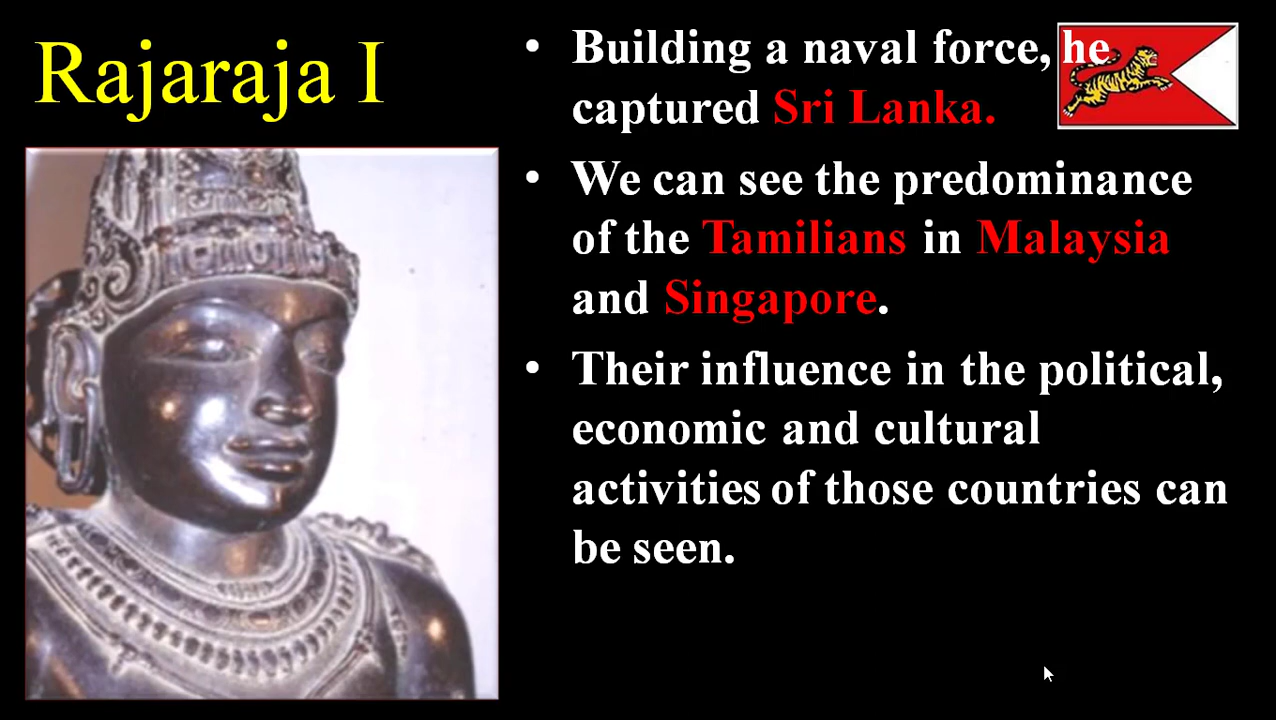 Rajaraja I
• Building a naval force, he
captured Sri Lanka.
• We can see the predominance
of the Tamilians in Malaysia
and Singapore.
• Their influence in the political,
economic and cultural
activities of those countries can
be seen.